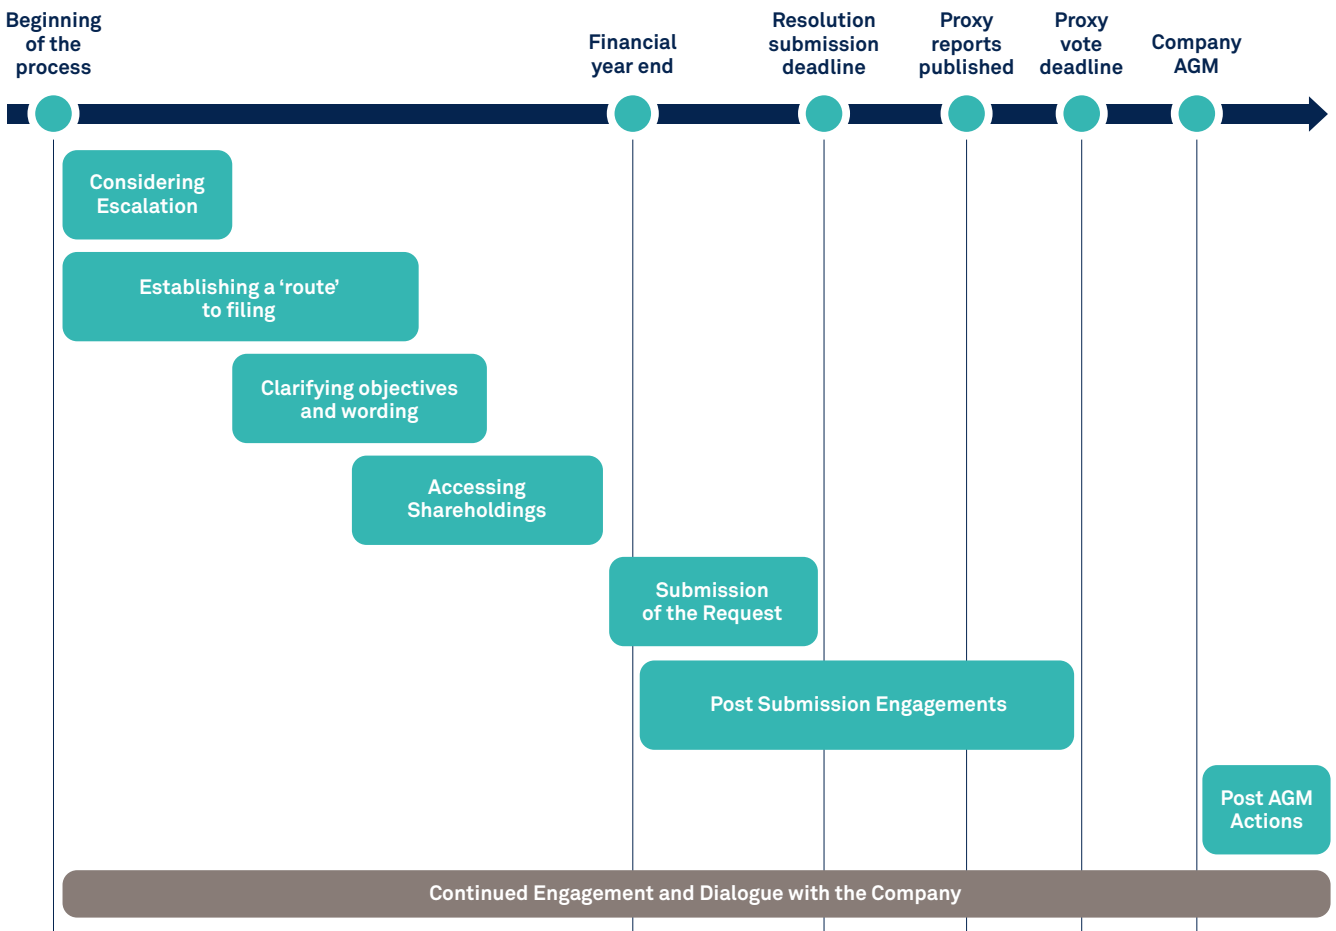 Beginning
of the
process
Financial
year end
Resolution
submission
deadline
Proxy
reports
published
Proxy
vote
deadline
Company
AGM
Considering
Escalation
Establishing a ‘route’
to filing
Clarifying objectives
and wording
Accessing
Shareholdings
Submission
of the Request
Post Submission Engagements
Post AGM
Actions
Continued Engagement and Dialogue with the Company